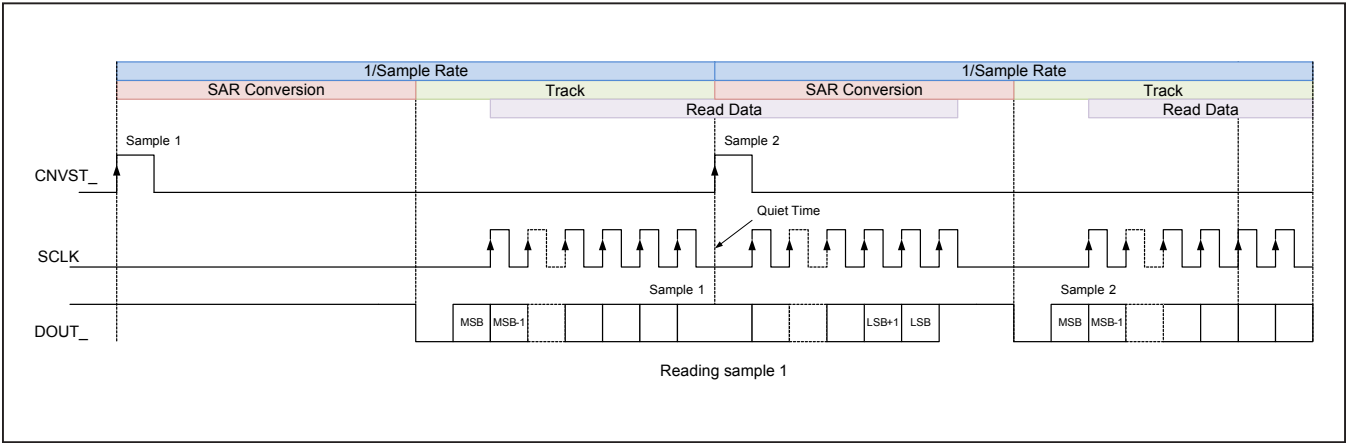 1/Sample Rate 1/Sample Rate
SAR Conversion Track SAR Conversion Track
Read Data Read Data
Sample 1 Sample 2
CNVST_
Quiet Time
SCLK
Sample 1 Sample 2
DOUT_ MSB MSB-1 LSB+1 LSB MSB MSB-1
Reading sample 1